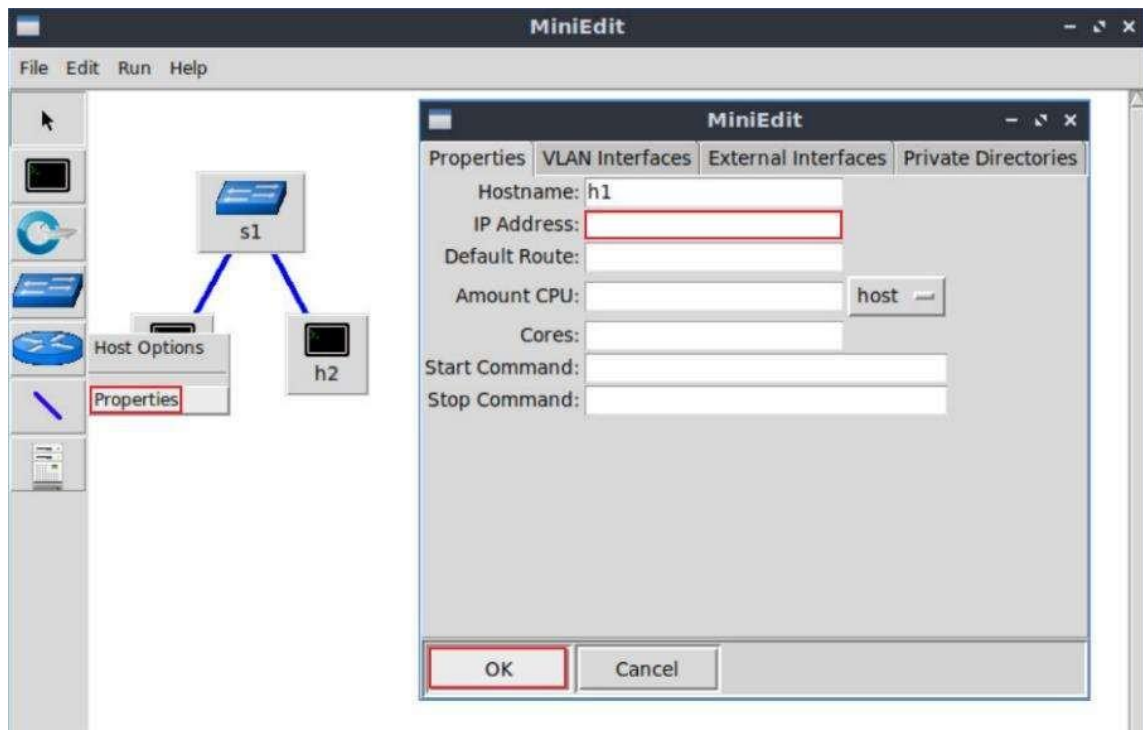 MiniEdit
File Edit Run Help
s1
h2
Host Options
Properties
MiniEdit
Properties VLAN Interfaces External Interfaces Private Directories
Hostname: h1
IP Address:
Default Route:
Amount CPU: host
Cores:
Start Command:
Stop Command:
OK Cancel